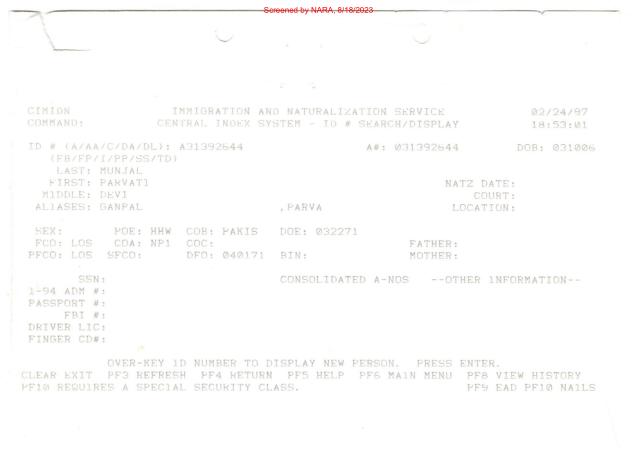 Screened by NARA, 8/18/2023
CIMIDN IMMIGRATION AND NATURALIZATION SERVICE 02/24/97
COMMAND: CENTRAL INDEX SYSTEM - ID # SEARCH/DISPLAY 18:53:01
ID # (A/AA/C/DA/DL): A31392644 A#: 031392644 DOB: 031006
(FB/FP/I/PP/SS/TD)
LAST: MUNJAL
FIRST: PARVATI NATZ DATE:
MIDDLE: DEVI COURT:
ALIASES: GANPAL ,PARVA LOCATION:
SEX: POE: HHW COB: PAKIS DOE: 032271
FCO: LOS COA: NP1 COC: FATHER:
PFCO: LOS SFCO: DFO: 040171 BIN: MOTHER:
SSN: CONSOLIDATED A-NOS --OTHER INFORMATION--
I-94 ADM #:
PASSPORT #:
FBI #:
DRIVER LIC:
FINGER CD#:
OVER-KEY ID NUMBER TO DISPLAY NEW PERSON. PRESS ENTER.
CLEAR EXIT PF3 REFRESH PF4 RETURN PF5 HELP PF6 MAIN MENU PF8 VIEW HISTORY
PF10 REQUIRES A SPECIAL SECURITY CLASS. PF9 EAD PF10 NAILS